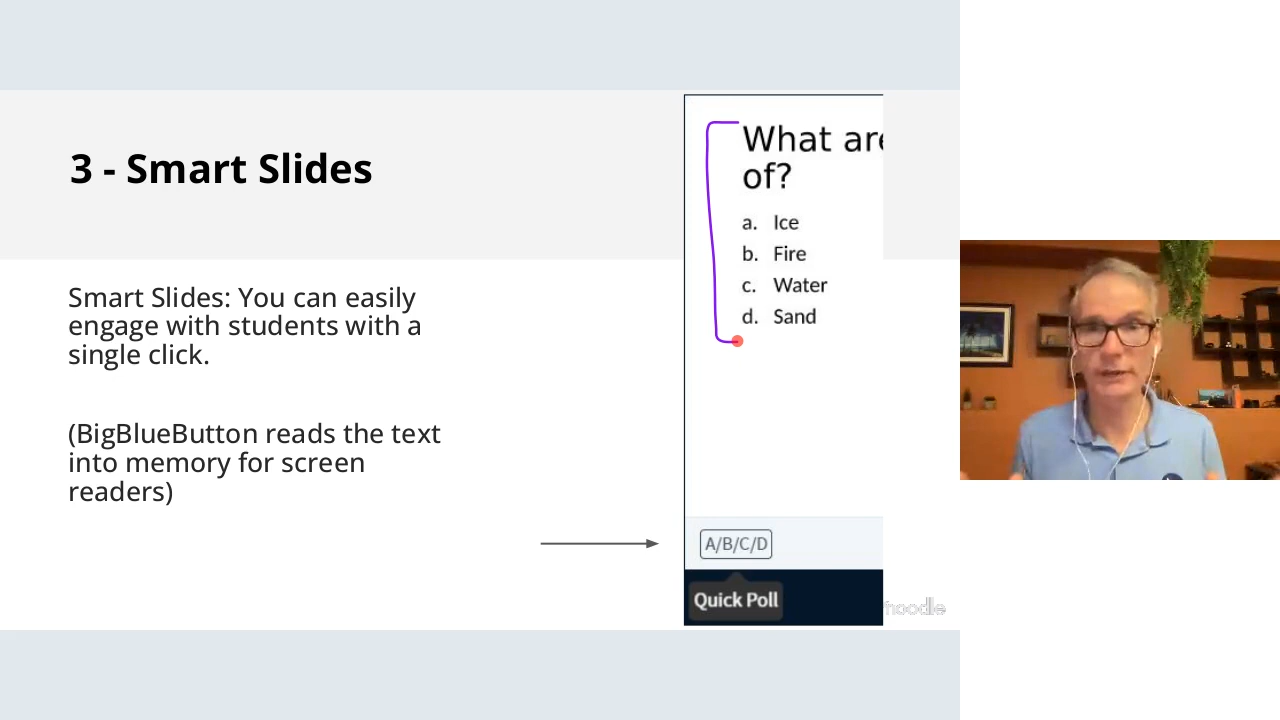 3 - Smart Slides
Smart Slides: You can easily
engage with students with a
single click.
(BigBlueButton reads the text
into memory for screen
readers)
What are
of?
a. Ice
b. Fire
c. Water
d. Sand
A/B/C/D
Quick Poll
moodle